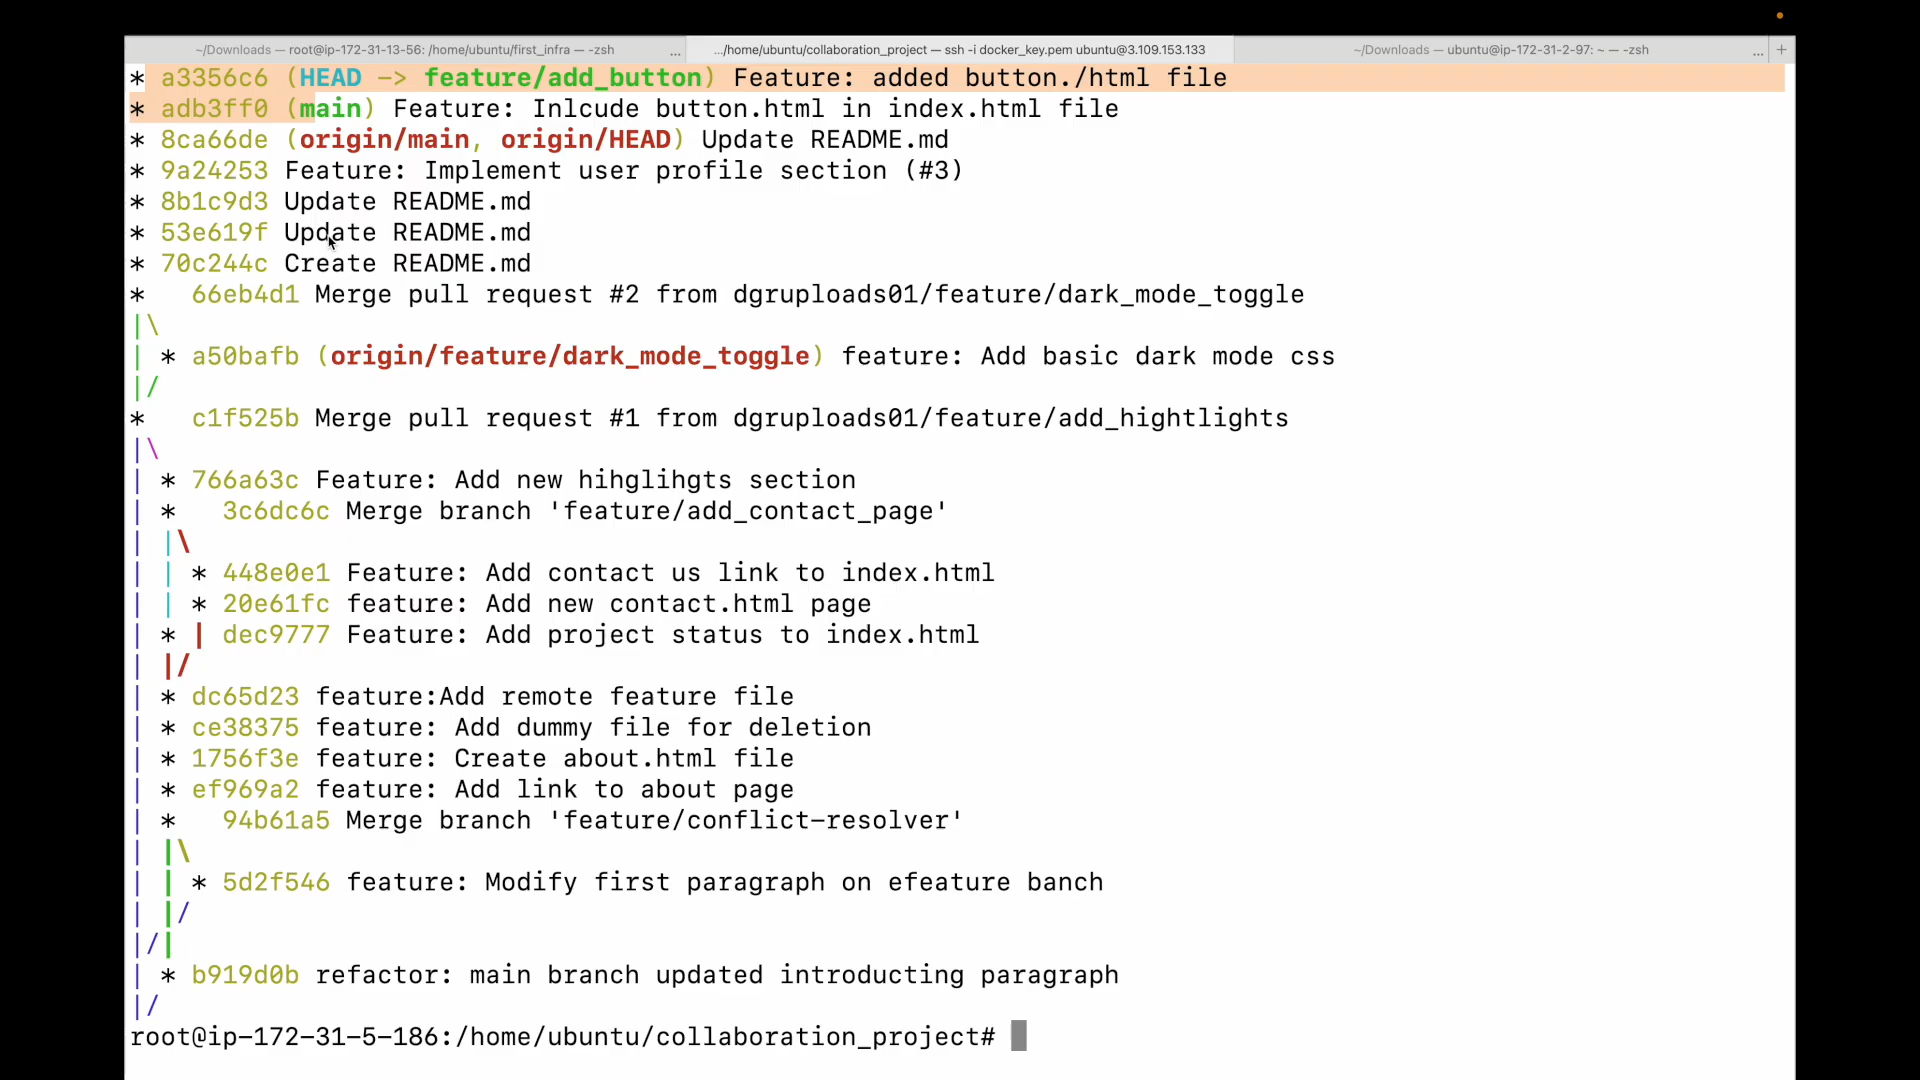 ~/Downloads — root@ip-172-31-13-56: /home/ubuntu/first_infra — -zsh ... .../home/ubuntu/collaboration_project — ssh -i docker_key.pem ubuntu@3.109.153.133 ~/Downloads — ubuntu@ip-172-31-2-97: ~ — -zsh ... +
* a3356c6 (HEAD -> feature/add_button) Feature: added button./html file
* adb3ff0 (main) Feature: Inlcude button.html in index.html file
* 8ca66de (origin/main, origin/HEAD) Update README.md
* 9a24253 Feature: Implement user profile section (#3)
* 8b1c9d3 Update README.md
* 53e619f Update README.md
* 70c244c Create README.md
*   66eb4d1 Merge pull request #2 from dgruploads01/feature/dark_mode_toggle
|\
| * a50bafb (origin/feature/dark_mode_toggle) feature: Add basic dark mode css
|/
*   c1f525b Merge pull request #1 from dgruploads01/feature/add_hightlights
|\
| * 766a63c Feature: Add new hihglihgts section
| *   3c6dc6c Merge branch 'feature/add_contact_page'
| |\
| | * 448e0e1 Feature: Add contact us link to index.html
| | * 20e61fc feature: Add new contact.html page
| * | dec9777 Feature: Add project status to index.html
| |/
| * dc65d23 feature:Add remote feature file
| * ce38375 feature: Add dummy file for deletion
| * 1756f3e feature: Create about.html file
| * ef969a2 feature: Add link to about page
| *   94b61a5 Merge branch 'feature/conflict-resolver'
| |\
| | * 5d2f546 feature: Modify first paragraph on efeature banch
| |/
|/|
| * b919d0b refactor: main branch updated introducting paragraph
|/
root@ip-172-31-5-186:/home/ubuntu/collaboration_project#